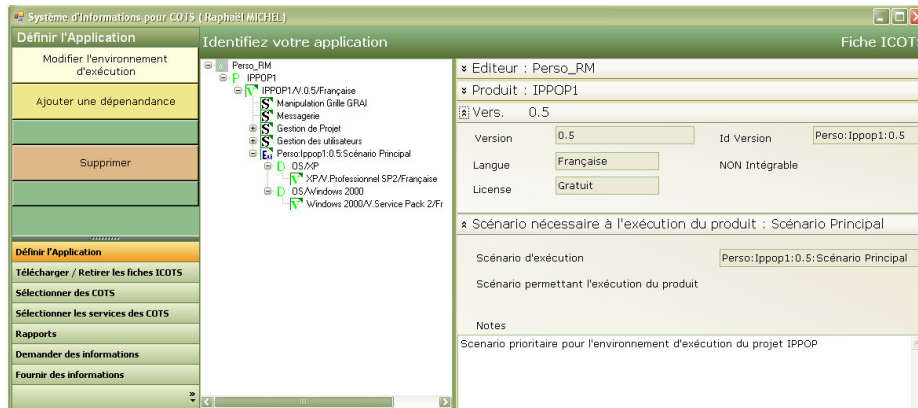 Système d'Informations pour COTS ( Raphaël MICHEL)
Définir l'Application
Identifiez votre application
Fiche ICOTS
Modifier l'environnement
d'exécution
Ajouter une dépenandance
Supprimer
Définir l'Application
Télécharger / Retirer les fiches ICOTS
Sélectionner des COTS
Sélectionner les services des COTS
Rapports
Demander des informations
Fournir des informations
Perso_RM
P IPPOP1
V IPPOP1/V.0.5/Française
S Manipulation Grille GRAI
S Messagerie
S Gestion de Projet
S Gestion des utilisateurs
Exi Perso:Ippop1:0.5:Scénario Principal
D OS/XP
V XP/V.Professionnel SP2/Française
D OS/Windows 2000
V Windows 2000/V.Service Pack 2/Fr
Editeur : Perso_RM
Produit : IPPOP1
Vers. 0.5
Version 0.5 Id Version Perso:Ippop1:0.5
Langue Française NON Intégrable
License Gratuit
Scénario nécessaire à l'exécution du produit : Scénario Principal
Scénario d'exécution Perso:Ippop1:0.5:Scénario Principal
Scénario permettant l'exécution du produit
Notes
Scenario prioritaire pour l'environnement d'exécution du projet IPPOP